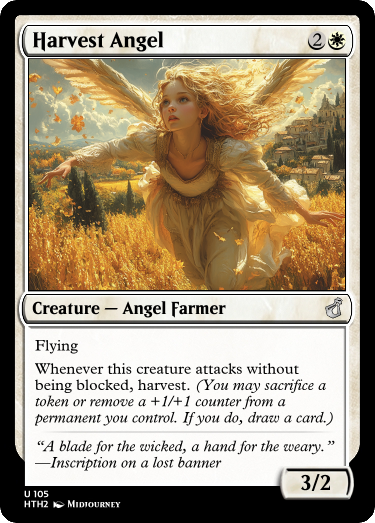 Harvest Angel 2
Creature — Angel Farmer
Flying
Whenever this creature attacks without
being blocked, harvest. (You may sacrifice a
token or remove a +1/+1 counter from a
permanent you control. If you do, draw a card.)
“A blade for the wicked, a hand for the weary.”
—Inscription on a lost banner
3/2
U 105
HTH2 Midjourney